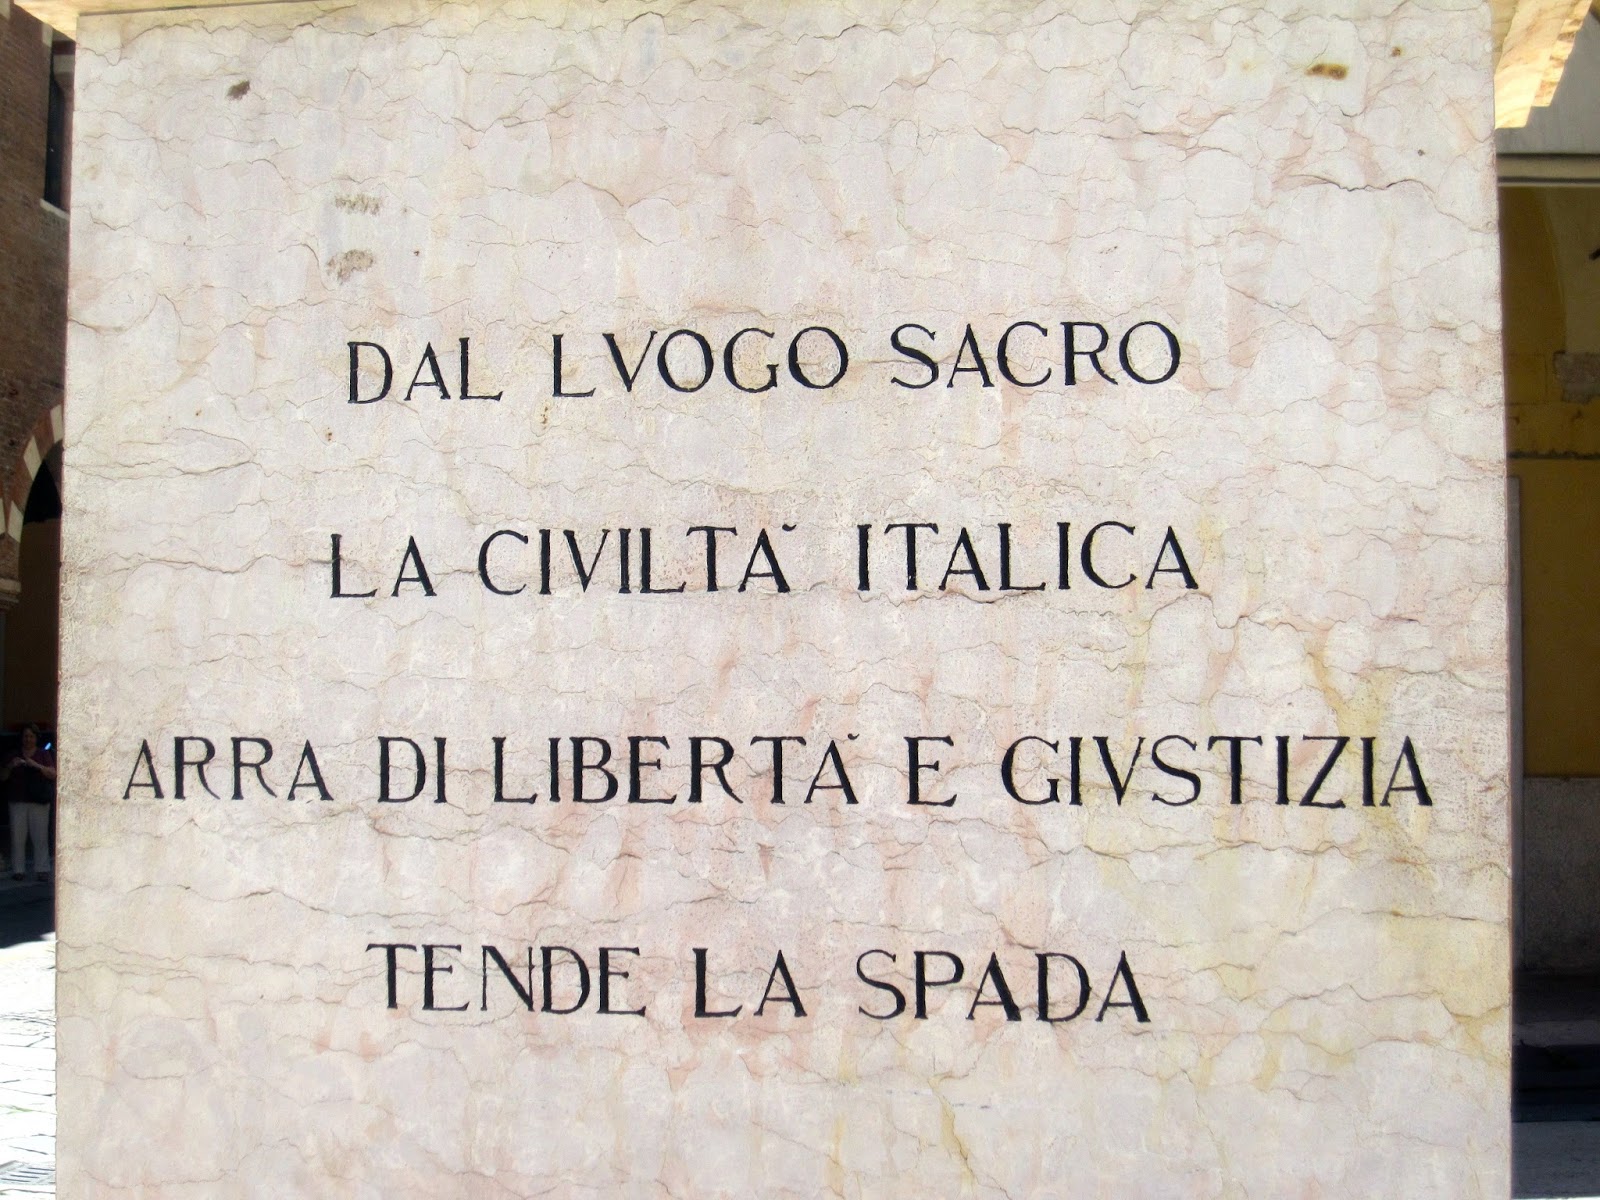 DAL LVOGO SACRO
LA CIVILTÀ ITALICA
ARRA DI LIBERTÀ E GIVSTIZIA
TENDE LA SPADA